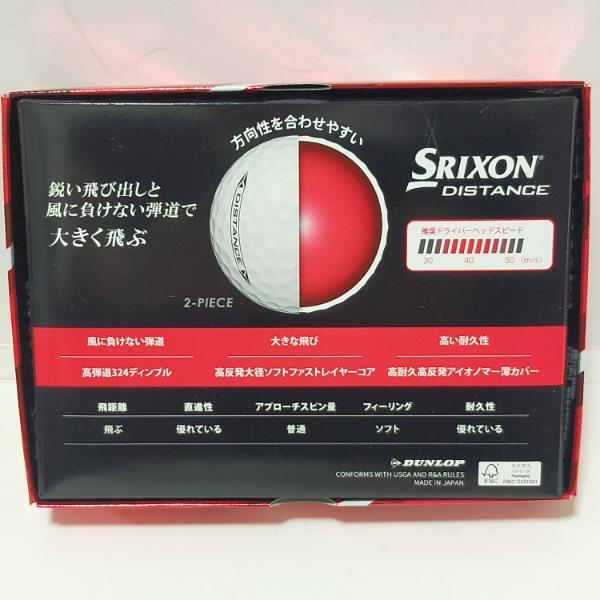 方向性を合わせやすい
SRIXON®
DISTANCE
鋭い飛び出しと
風に負けない弾道で
大きく飛ぶ
DISTANCE
2-PIECE
推奨ドライバーヘッドスピード
30 40 50 (m/s)
風に負けない弾道 大きな飛び 高い耐久性
高弾道324ディンプル 高反発大径ソフトファストレイヤーコア 高耐久高反発アイオノマー薄カバー
飛距離 直進性 アプローチスピン量 フィーリング 耐久性
飛ぶ 優れている 普通 ソフト 優れている
DUNLOP
CONFORMS WITH USGA AND R&A RULES
MADE IN JAPAN
ミックス
Packaging
FSC